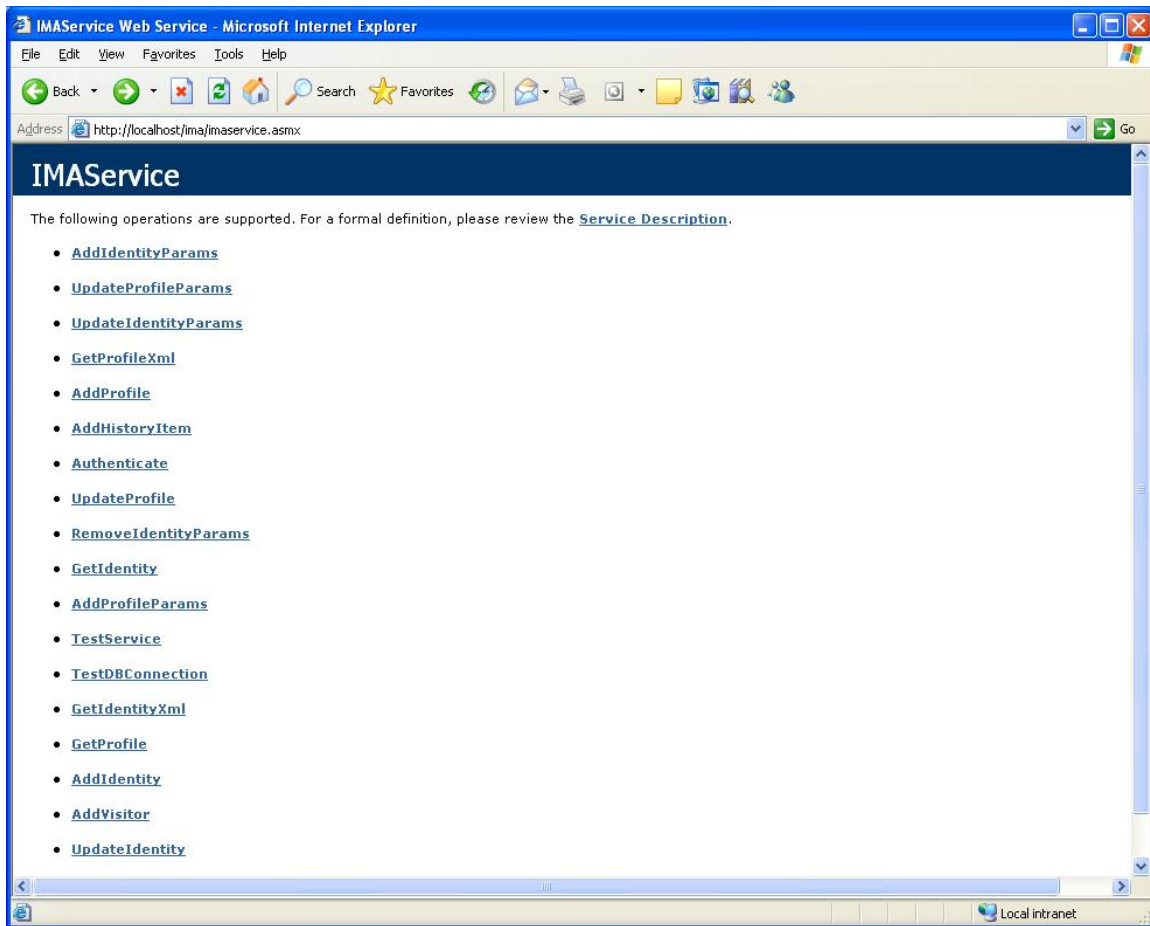 IMAService Web Service - Microsoft Internet Explorer
File Edit View Favorites Tools Help
Back Search Favorites
Address http://localhost/ima/imaservice.asmx Go
IMAService
The following operations are supported. For a formal definition, please review the Service Description.
AddIdentityParams
UpdateProfileParams
UpdateIdentityParams
GetProfileXml
AddProfile
AddHistoryItem
Authenticate
UpdateProfile
RemoveIdentityParams
GetIdentity
AddProfileParams
TestService
TestDBConnection
GetIdentityXml
GetProfile
AddIdentity
AddVisitor
UpdateIdentity
Local intranet